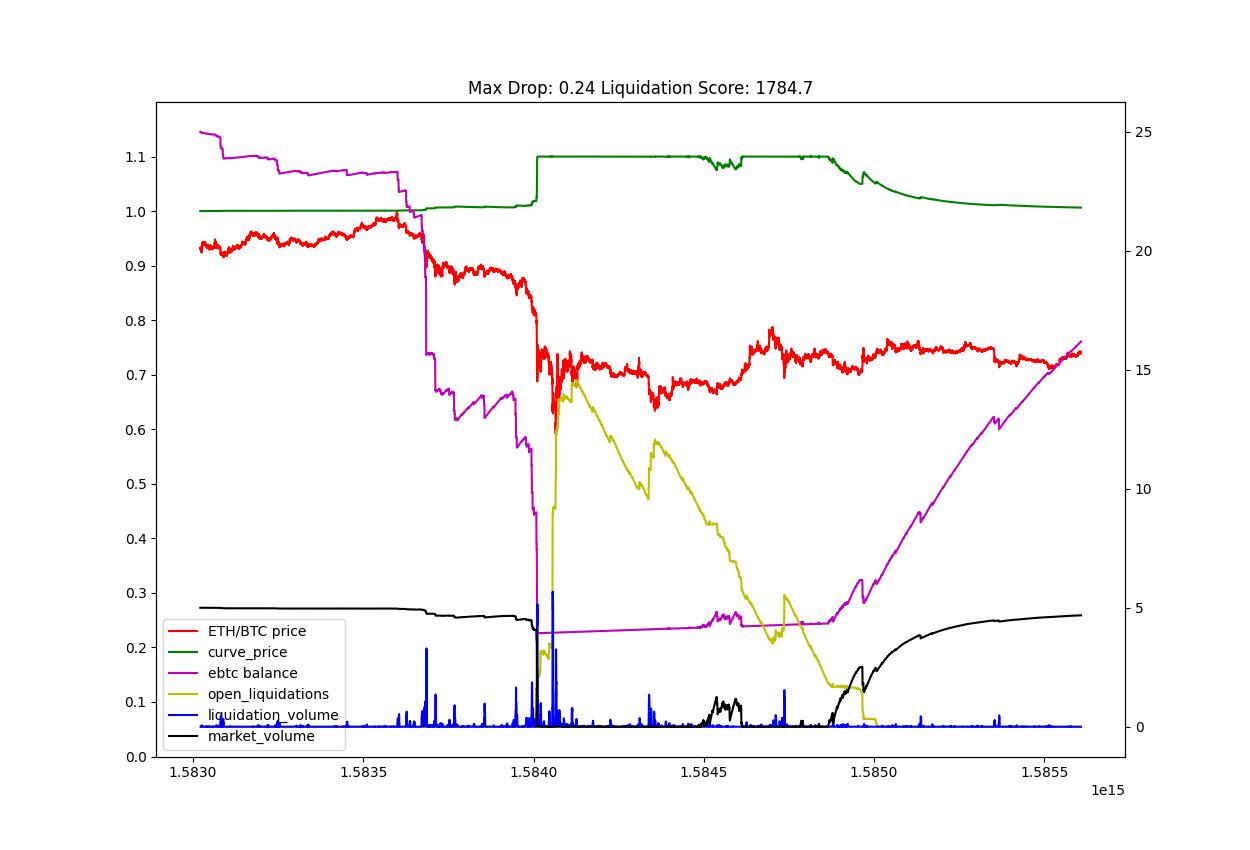 Max Drop: 0.24 Liquidation Score: 1784.7
1.1
1.0
0.9
0.8
0.7
0.6
0.5
0.4
0.3
0.2
0.1
0.0
25
20
15
10
5
0
ETH/BTC price
curve_price
ebtc balance
open_liquidations
liquidation_volume
market_volume
1.5830 1.5835 1.5840 1.5845 1.5850 1.5855
1e15